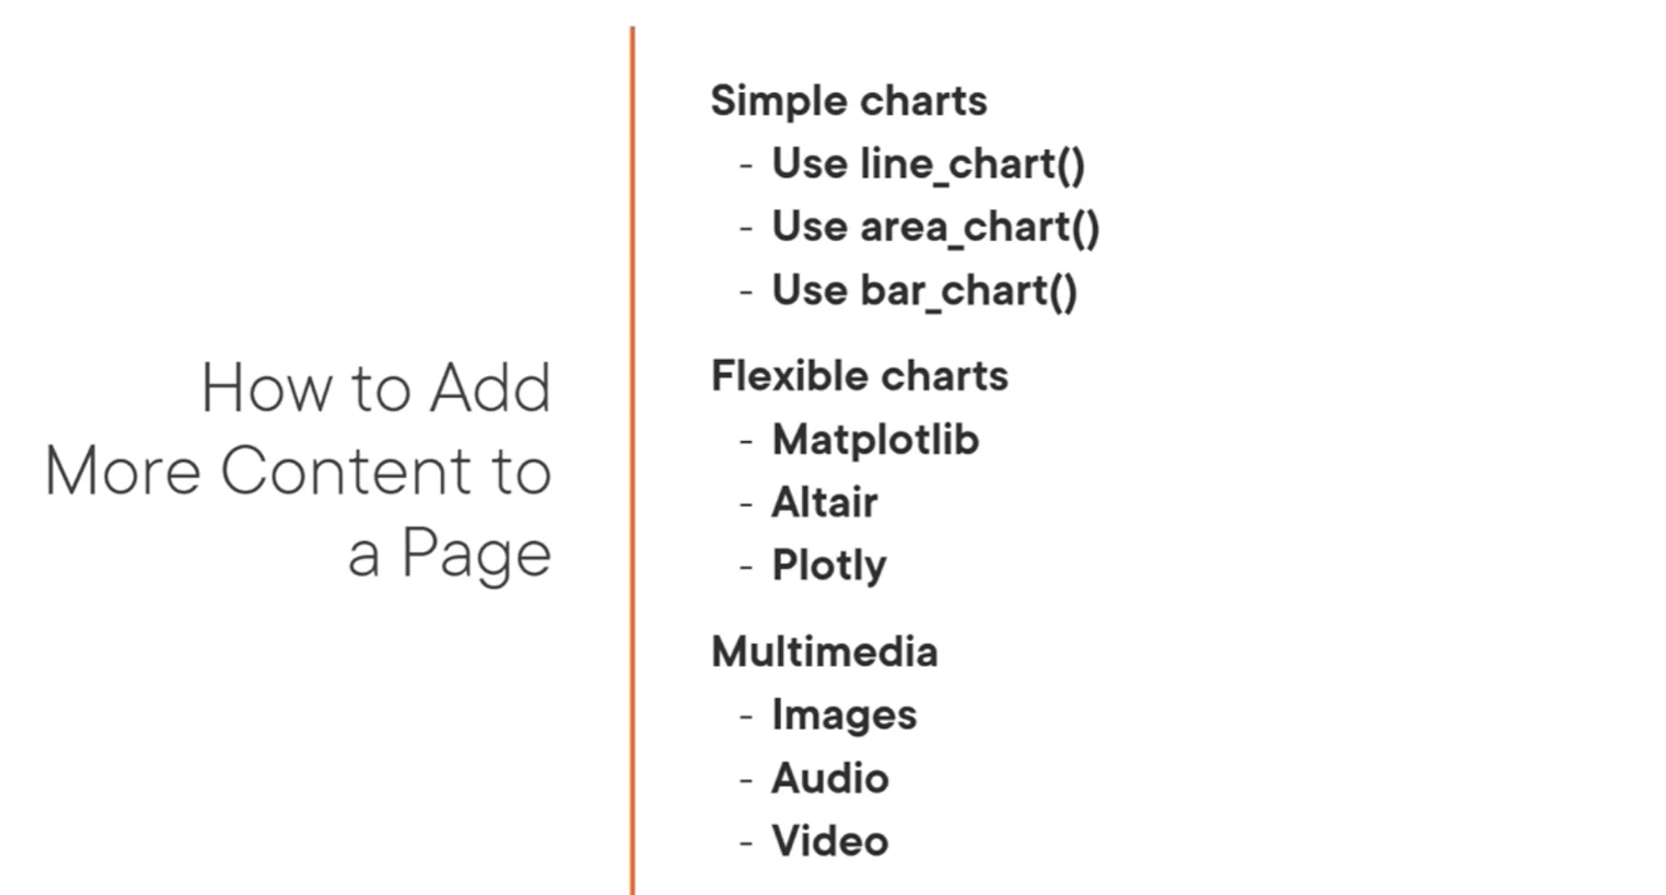 How to Add
More Content to
a Page
Simple charts
- Use line_chart()
- Use area_chart()
- Use bar_chart()
Flexible charts
- Matplotlib
- Altair
- Plotly
Multimedia
- Images
- Audio
- Video